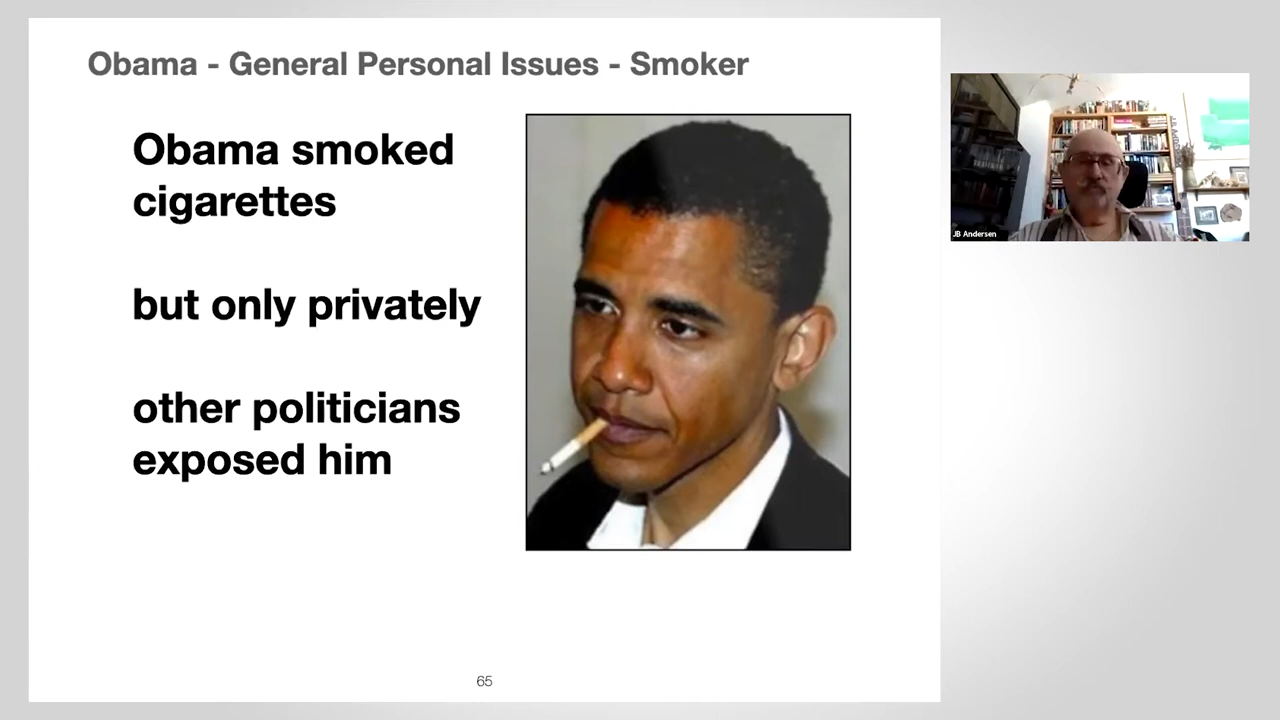 Obama - General Personal Issues - Smoker
Obama smoked
cigarettes
but only privately
other politicians
exposed him
65
JB Andersen